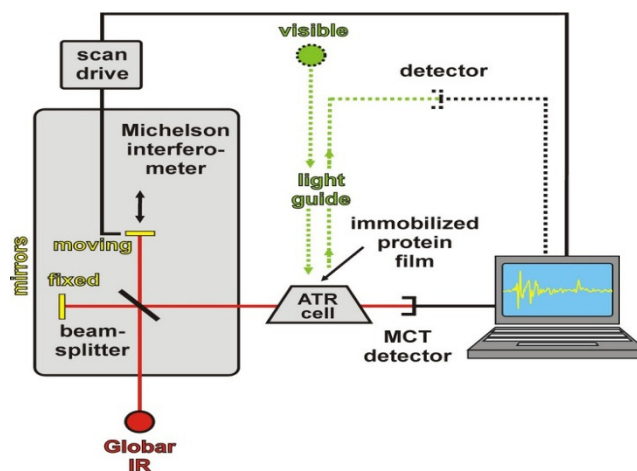 visible
scan
drive
detector
Michelson
interfero-
meter
light
guide
immobilized
protein
film
moving
mirrors
fixed
beam-
splitter
ATR
cell
MCT
detector
Globar
IR